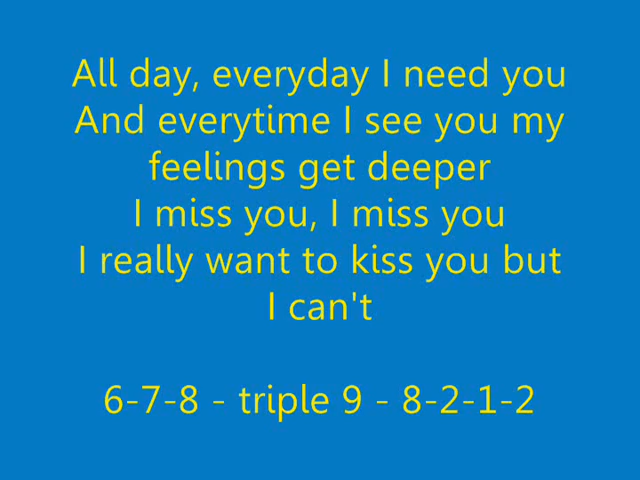 All day, everyday I need you
And everytime I see you my
feelings get deeper
I miss you, I miss you
I really want to kiss you but
I can't
6-7-8 - triple 9 - 8-2-1-2